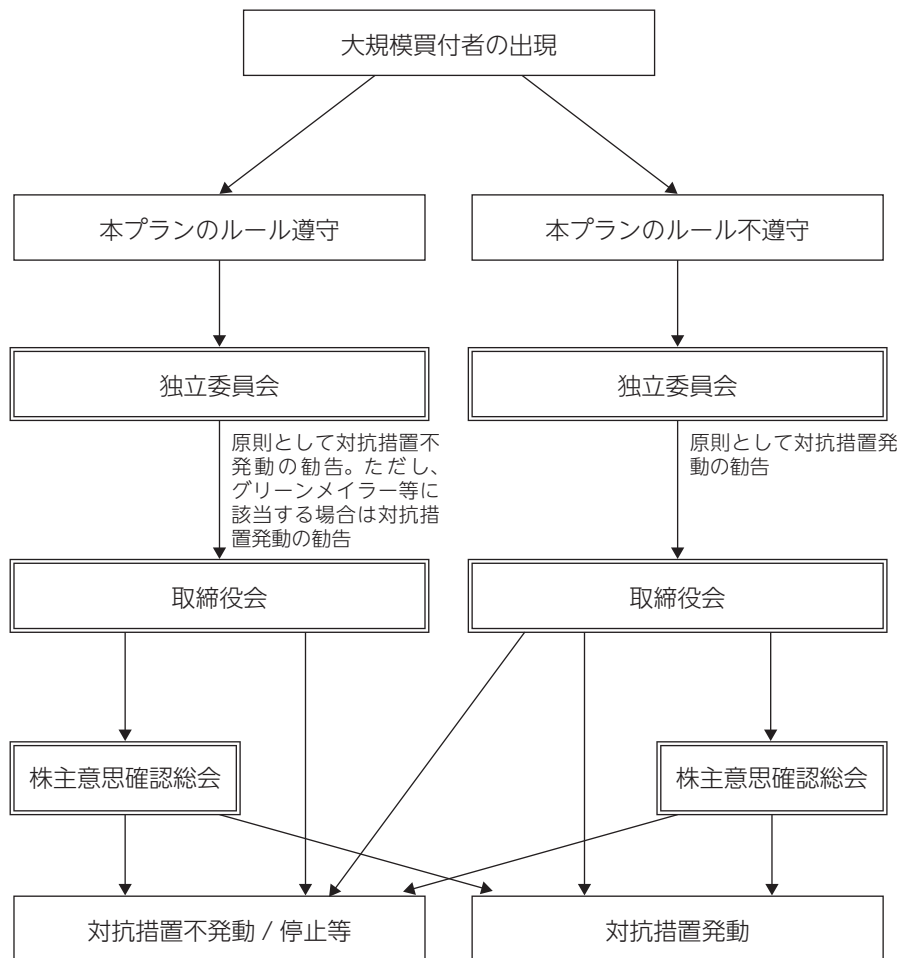 大規模買付者の出現
本プランのルール遵守
本プランのルール不遵守
独立委員会
独立委員会
原則として対抗措置不
発動の勧告。ただし、
グリーンメイラー等に
該当する場合は対抗措
置発動の勧告
原則として対抗措置発
動の勧告
取締役会
取締役会
株主意思確認総会
株主意思確認総会
対抗措置不発動 / 停止等
対抗措置発動